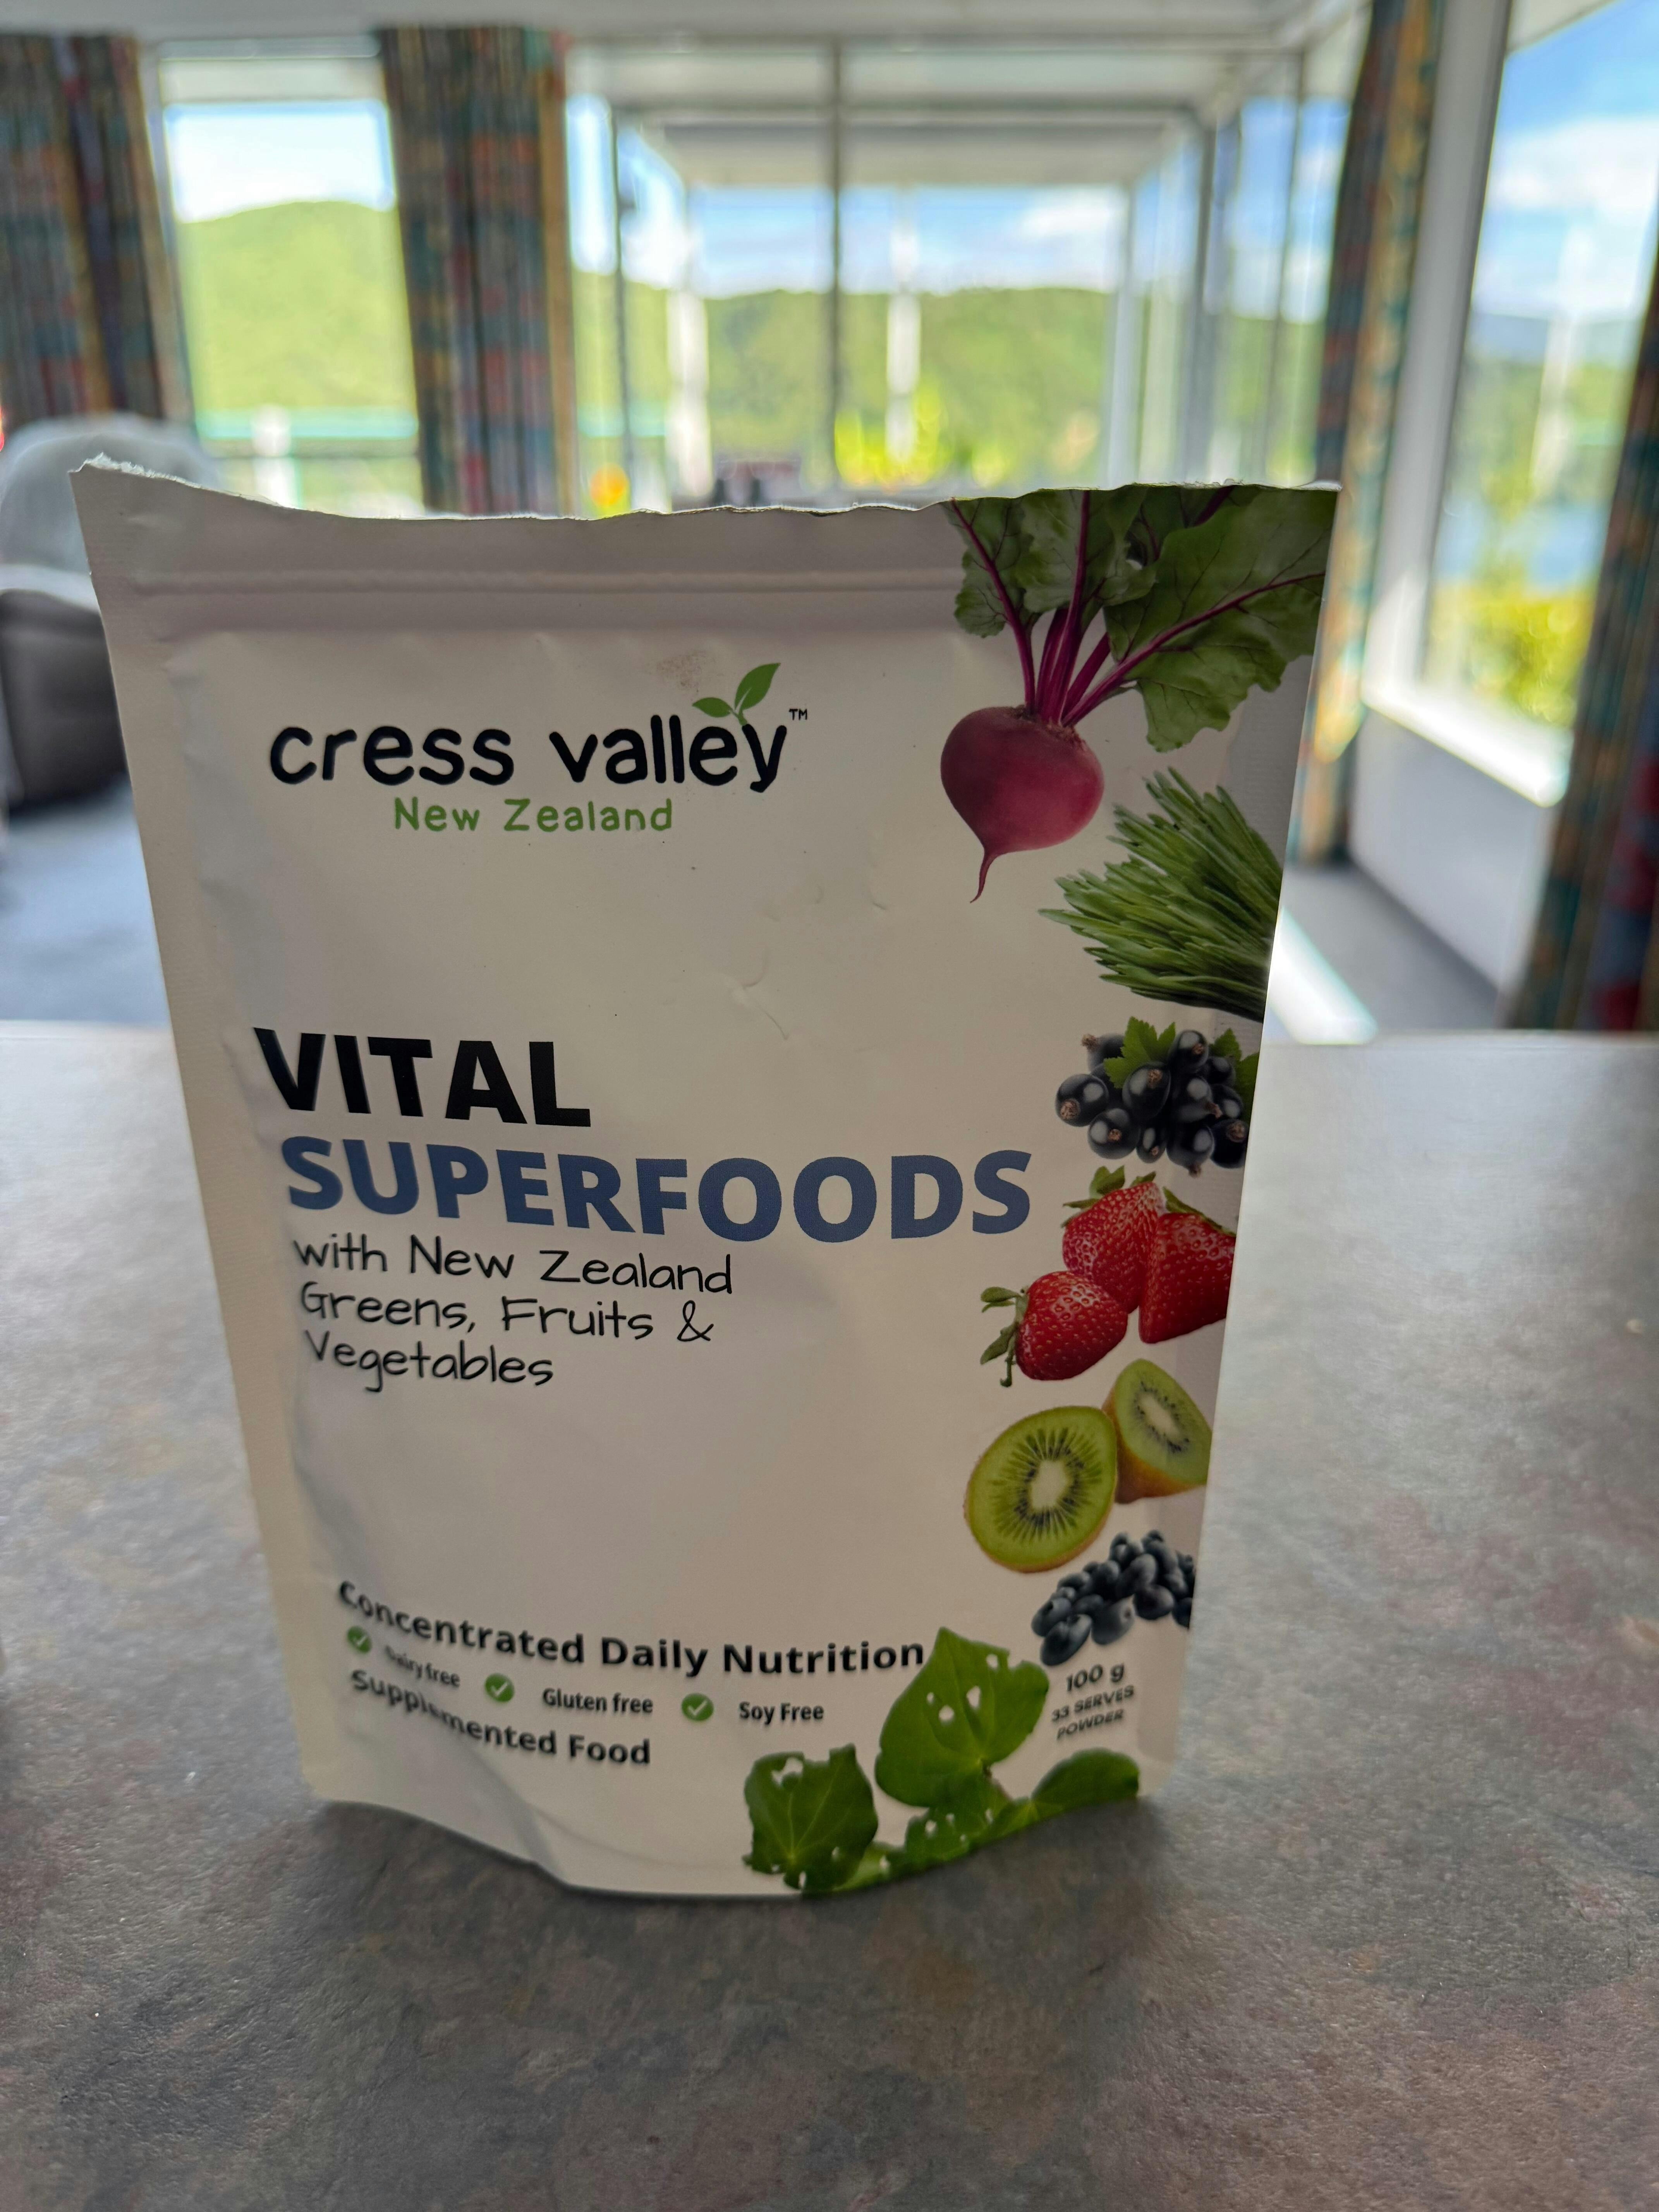 cress valley™
New Zealand
VITAL
SUPERFOODS
with New Zealand
Greens, Fruits &
Vegetables
Concentrated Daily Nutrition
Dairy free Gluten free Soy Free
Supplemented Food
100 g
33 SERVES
POWDER